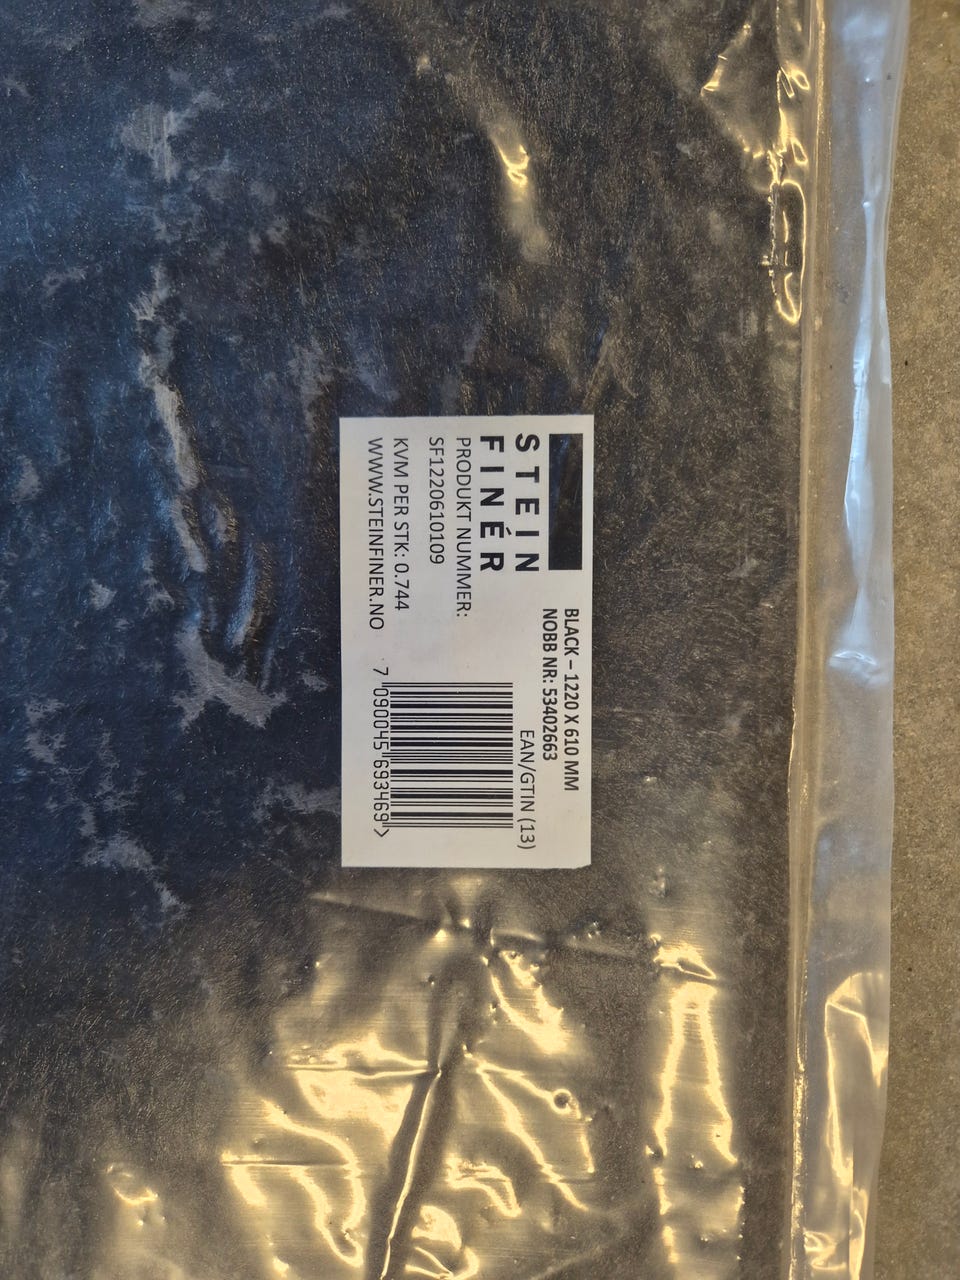 STEIN
FINÉR
BLACK – 1220 X 610 MM
NOBB NR: 53402663
PRODUKT NUMMER:
SF1220610109
KVM PER STK: 0.744
WWW.STEINFINER.NO
EAN/GTIN (13)
7 090045 693469 >